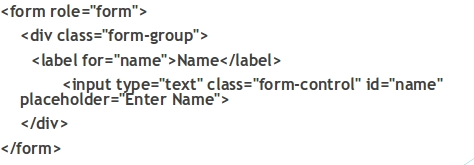 <form role="form">
<div class="form-group">
<label for="name">Name</label>
<input type="text" class="form-control" id="name"
placeholder="Enter Name">
</div>
</form>